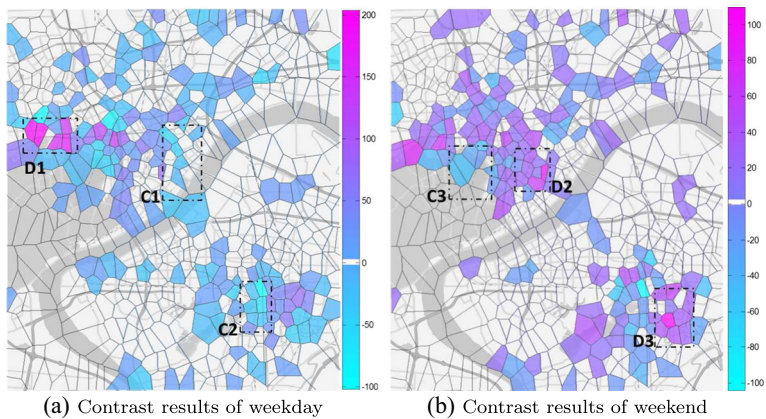 200
150
100
50
0
-50
-100
D1
C1
C2
(a) Contrast results of weekday
100
80
60
40
20
0
-20
-40
-60
-80
-100
C3
D2
D3
(b) Contrast results of weekend